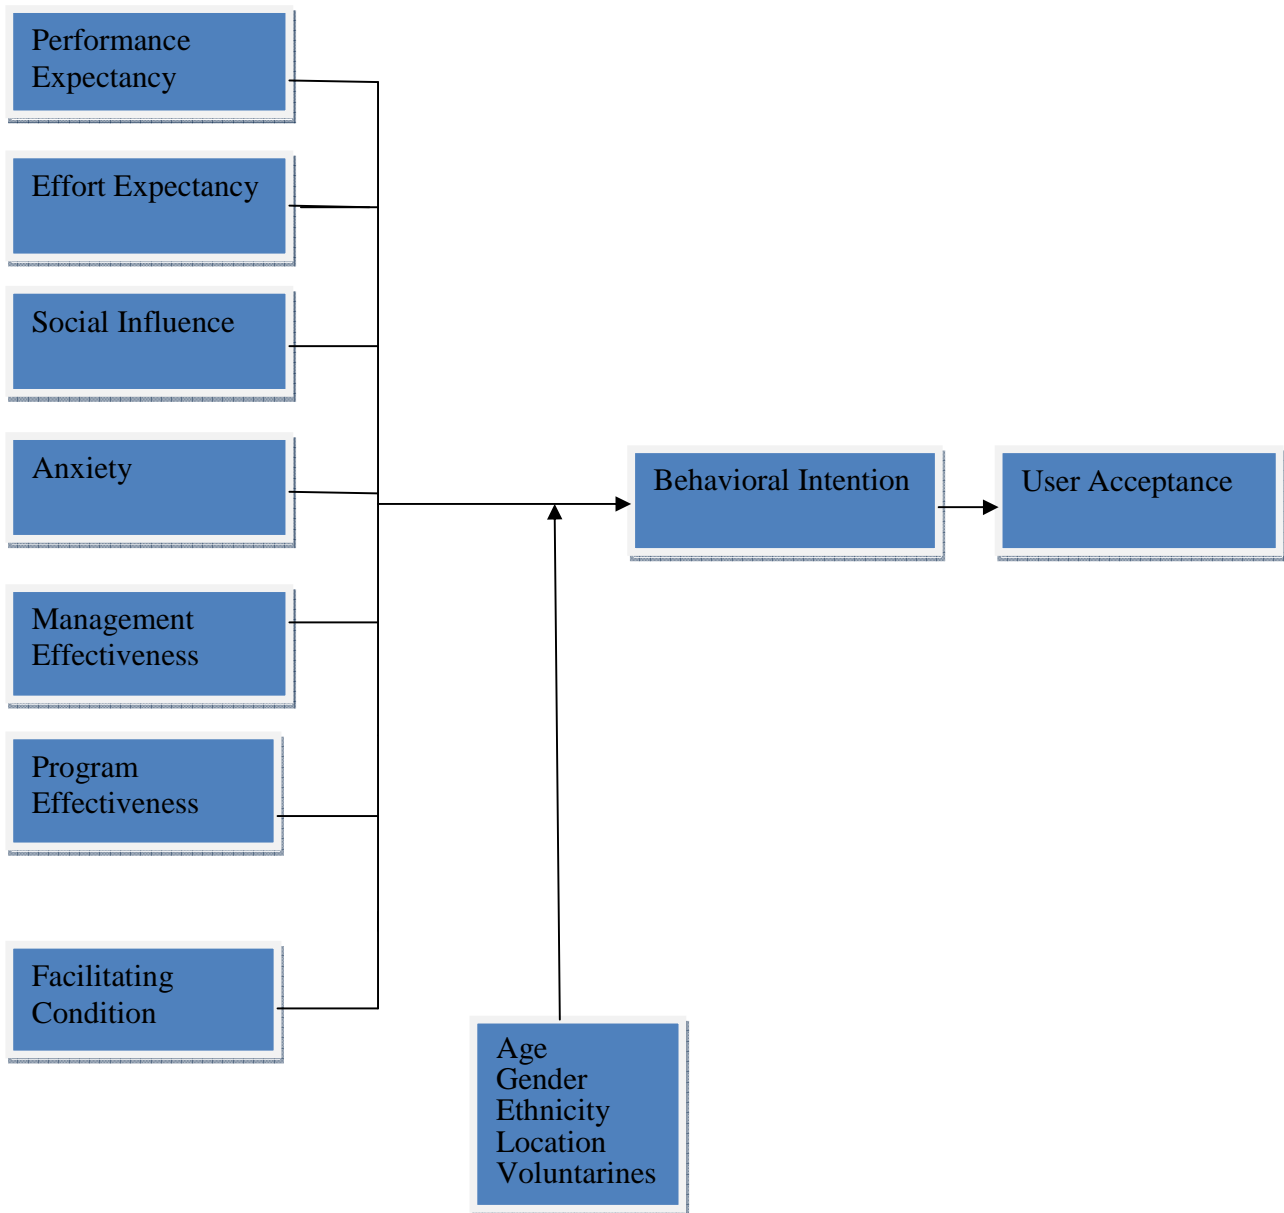 Performance
Expectancy
Effort Expectancy
Social Influence
Anxiety
Management
Effectiveness
Program
Effectiveness
Facilitating
Condition
Behavioral Intention
User Acceptance
Age
Gender
Ethnicity
Location
Voluntarines